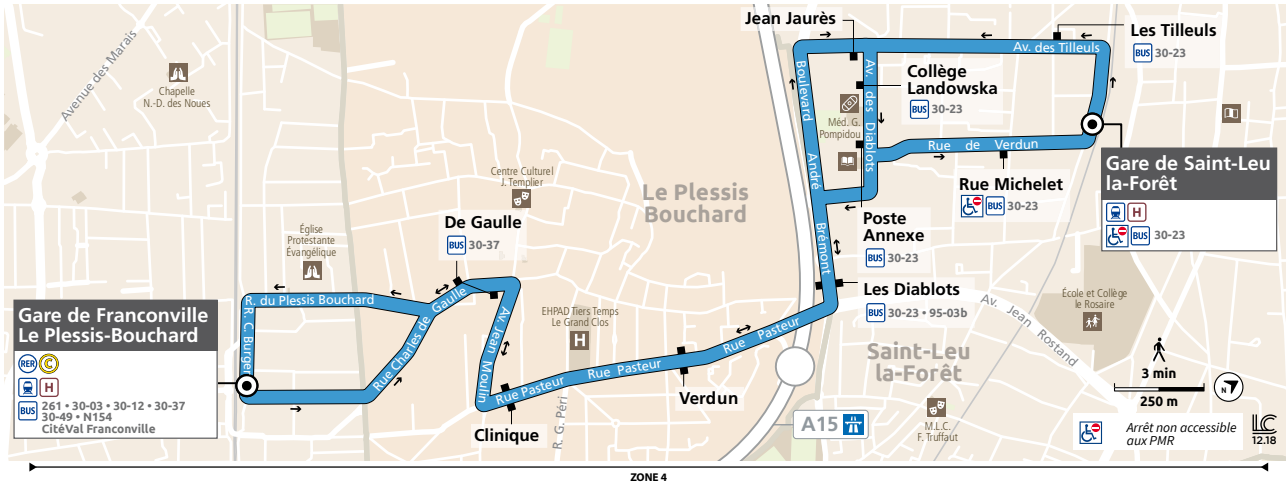 Avenue des Marais
Chapelle
N.-D. des Noues
Jean Jaurès
Les Tilleuls
BUS 30-23
Av. des Tilleuls
Collège
Landowska
BUS 30-23
Boulevard André Brémont
Av. des Diablots
Méd. G.
Pompidou
Rue de Verdun
Rue Michelet
BUS 30-23
Gare de Saint-Leu
la-Forêt
H
BUS 30-23
Centre Culturel
J. Templier
Le Plessis
Bouchard
De Gaulle
BUS 30-37
Église
Protestante
Évangélique
Poste
Annexe
BUS 30-23
Les Diablots
BUS 30-23 • 95-03b
R. du Plessis Bouchard
R. C. Burger
Rue Charles de Gaulle
Av Jean Moulin
Gare de Franconville
Le Plessis-Bouchard
RER C
H
BUS 261 • 30-03 • 30-12 • 30-37
30-49 • N154
CitéVal Franconville
EHPAD Tiers Temps
Le Grand Clos
H
Rue Pasteur
Rue Pasteur
Rue Pasteur
R. G. Péri
Clinique
Verdun
Av. Jean Rostand
École et Collège
le Rosaire
Saint-Leu
la-Forêt
A15
M.L.C.
F. Truffaut
3 min
250 m
N
Arrêt non accessible
aux PMR
LC
12.18
ZONE 4